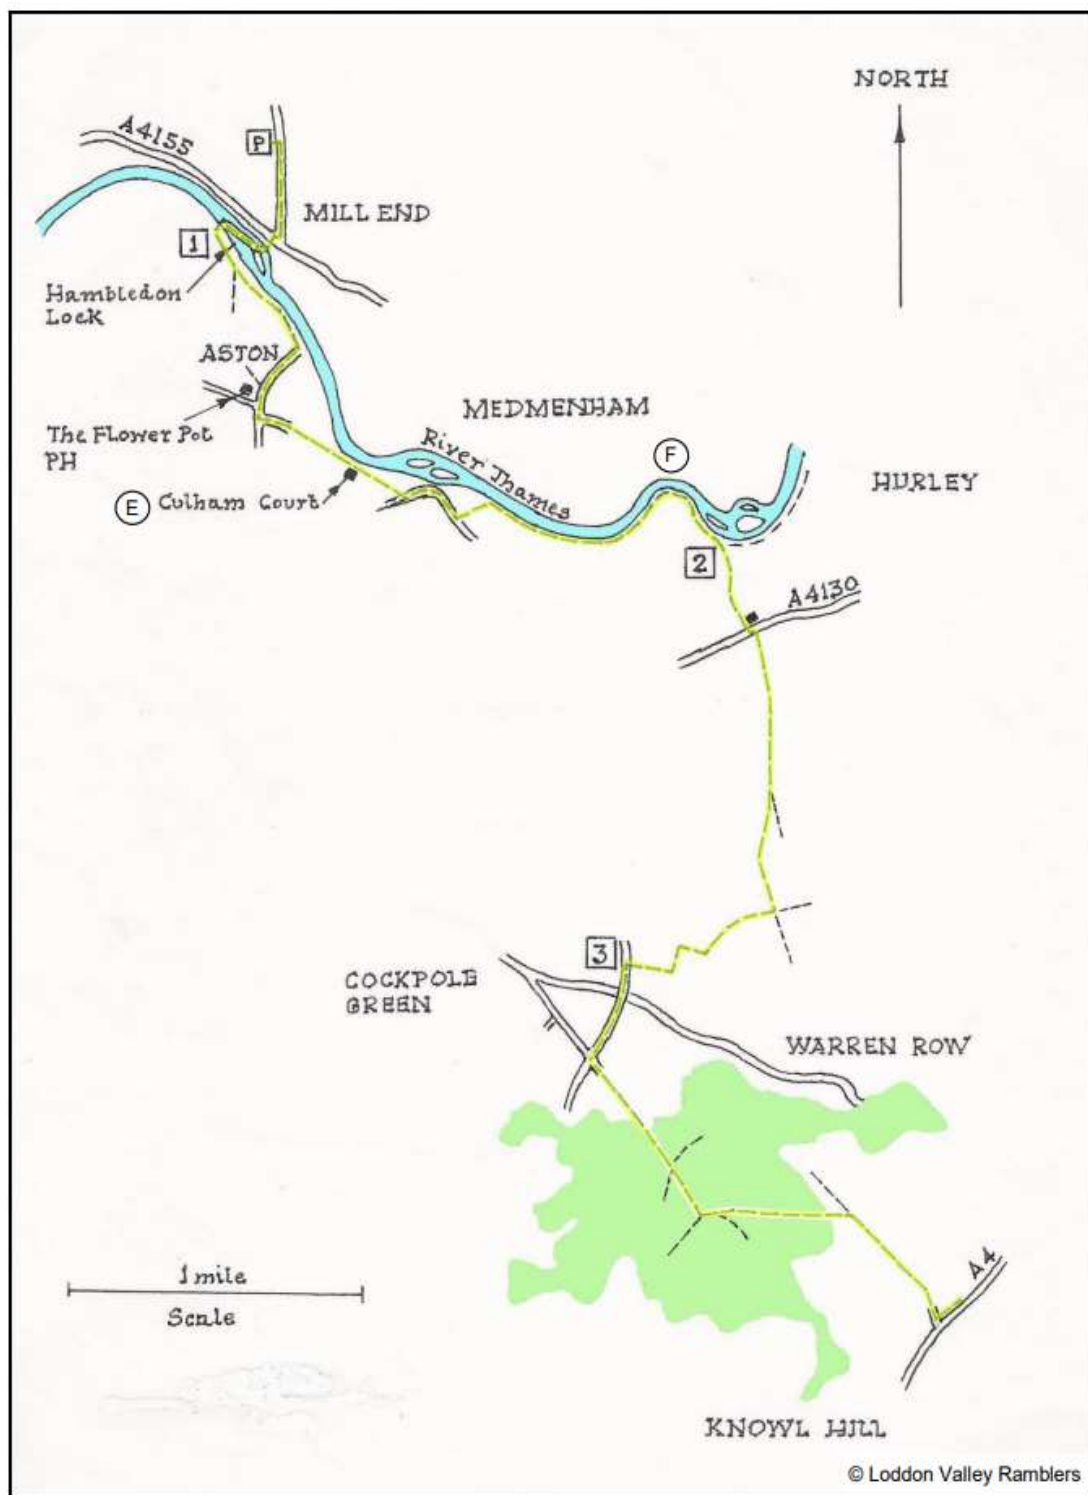 NORTH
A4155
P
MILL END
1
Hambledon
Lock
ASTON
The Flower Pot
PH
MEDMENHAM
River Thames
F
HURLEY
E Culham Court
2
A4130
3
COCKPOLE
GREEN
WARREN ROW
1 mile
Scale
A4
KNOWL HILL
© Loddon Valley Ramblers